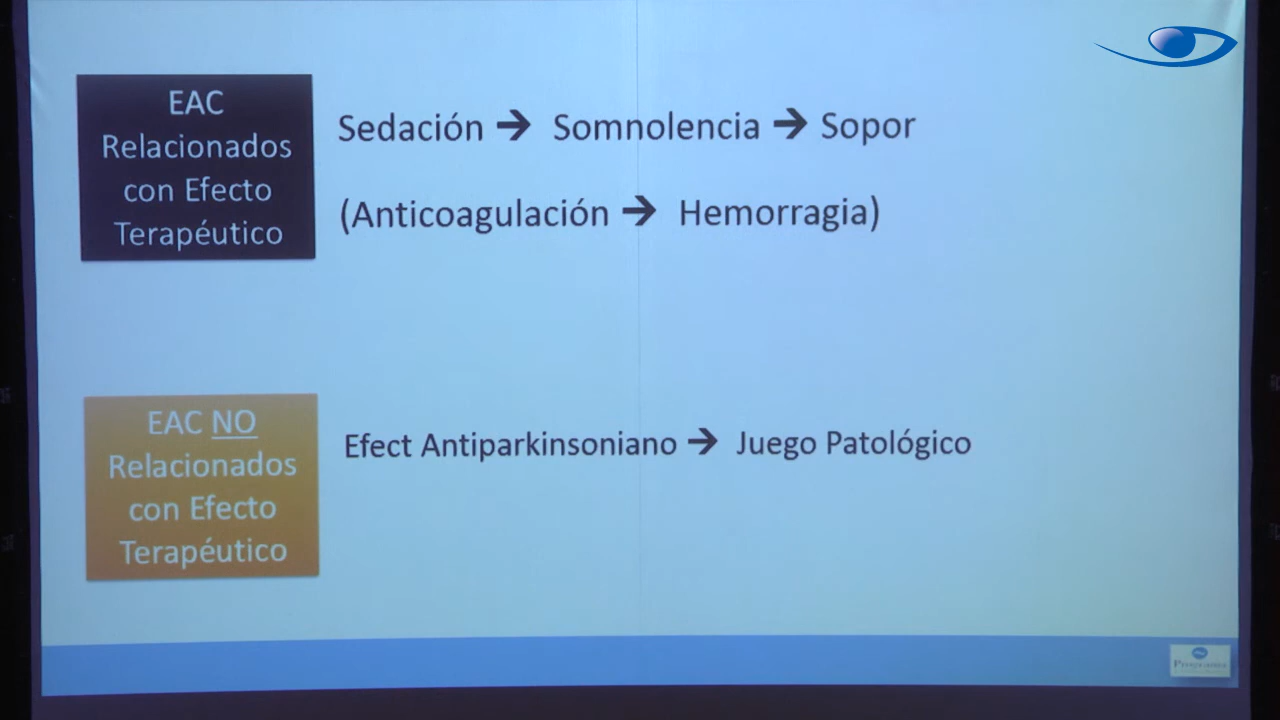 EAC
Relacionados
con Efecto
Terapéutico
Sedación → Somnolencia → Sopor
(Anticoagulación → Hemorragia)
EAC NO
Relacionados
con Efecto
Terapéutico
Efect Antiparkinsoniano → Juego Patológico